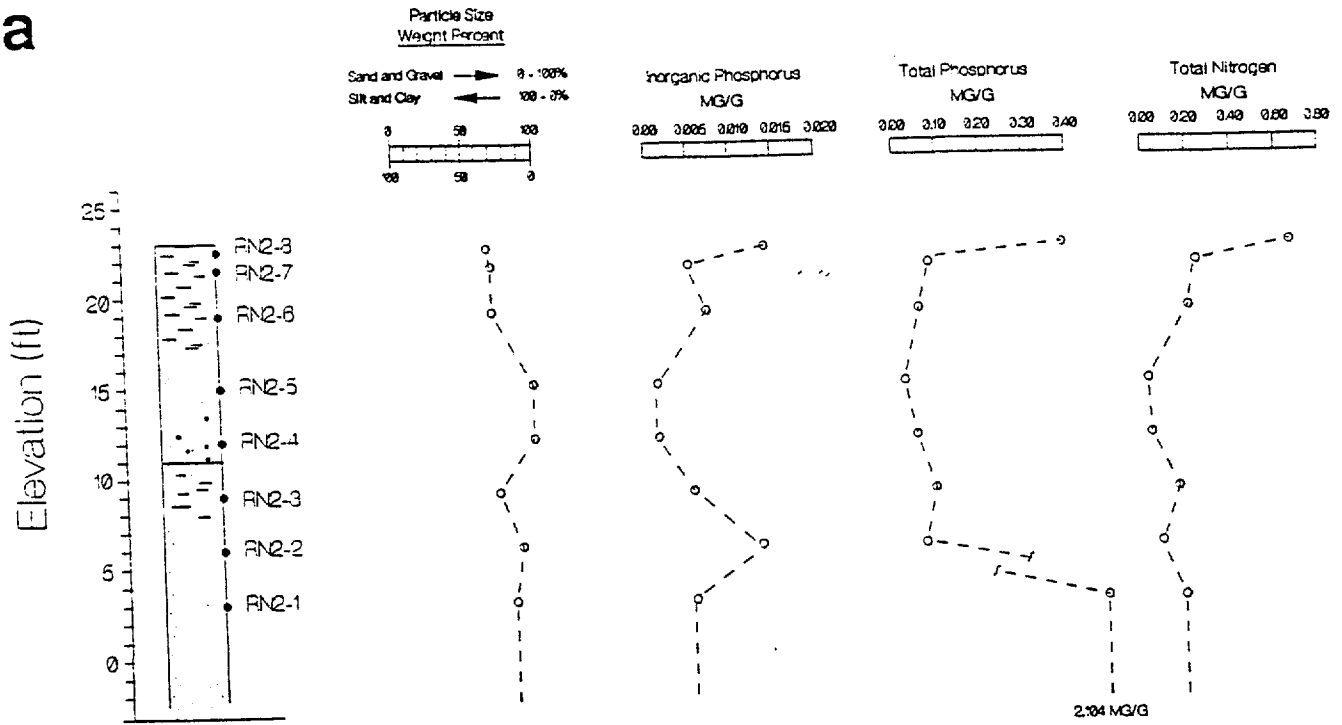 a
Particle Size
Weight Percent
Sand and Gravel 0 - 100%
Silt and Clay 100 - 0%
0 50 100
100 50 0
Inorganic Phosphorus
MG/G
0.00 0.005 0.010 0.015 0.020
Total Phosphorus
MG/G
0.00 0.10 0.20 0.30 0.40
Total Nitrogen
MG/G
0.00 0.20 0.40 0.60 0.80
Elevation (ft)
25
20
15
10
5
0
RN2-8
RN2-7
RN2-6
RN2-5
RN2-4
RN2-3
RN2-2
RN2-1
2.104 MG/G